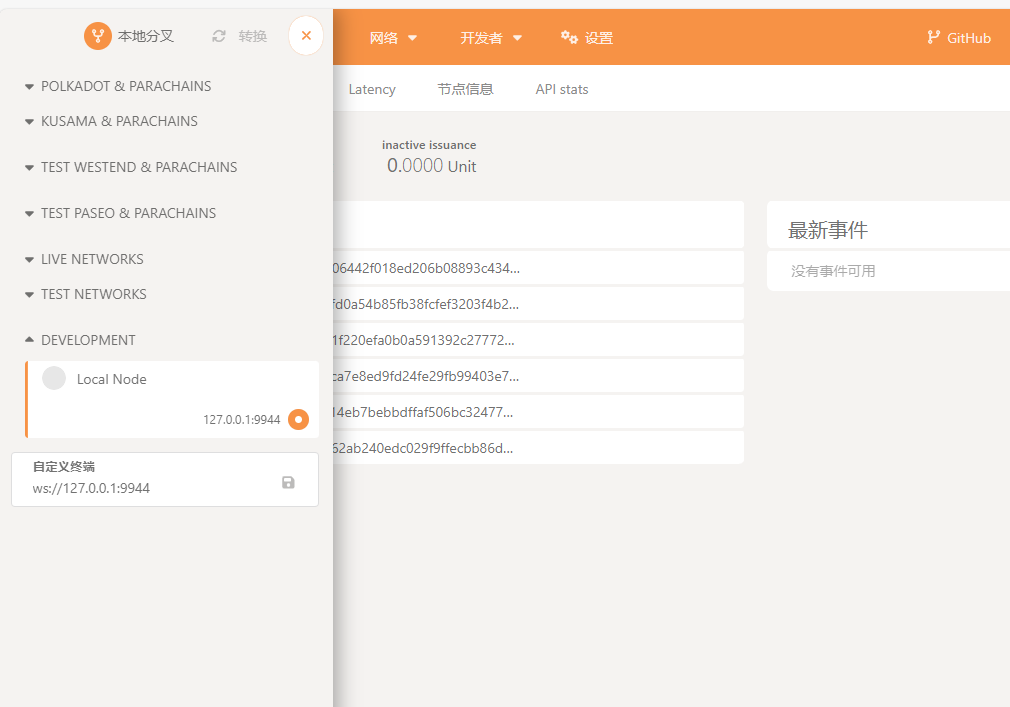 本地分叉
转换
网络
开发者
设置
GitHub
Latency
节点信息
API stats
POLKADOT & PARACHAINS
KUSAMA & PARACHAINS
TEST WESTEND & PARACHAINS
TEST PASEO & PARACHAINS
LIVE NETWORKS
TEST NETWORKS
DEVELOPMENT
Local Node
127.0.0.1:9944
自定义终端
ws://127.0.0.1:9944
inactive issuance
0.0000 Unit
06442f018ed206b08893c434...
fd0a54b85fb38fcfef3203f4b2...
1f220efa0b0a591392c27772...
ca7e8ed9fd24fe29fb99403e7...
14eb7bebbdffaf506bc32477...
62ab240edc029f9ffecbb86d...
最新事件
没有事件可用